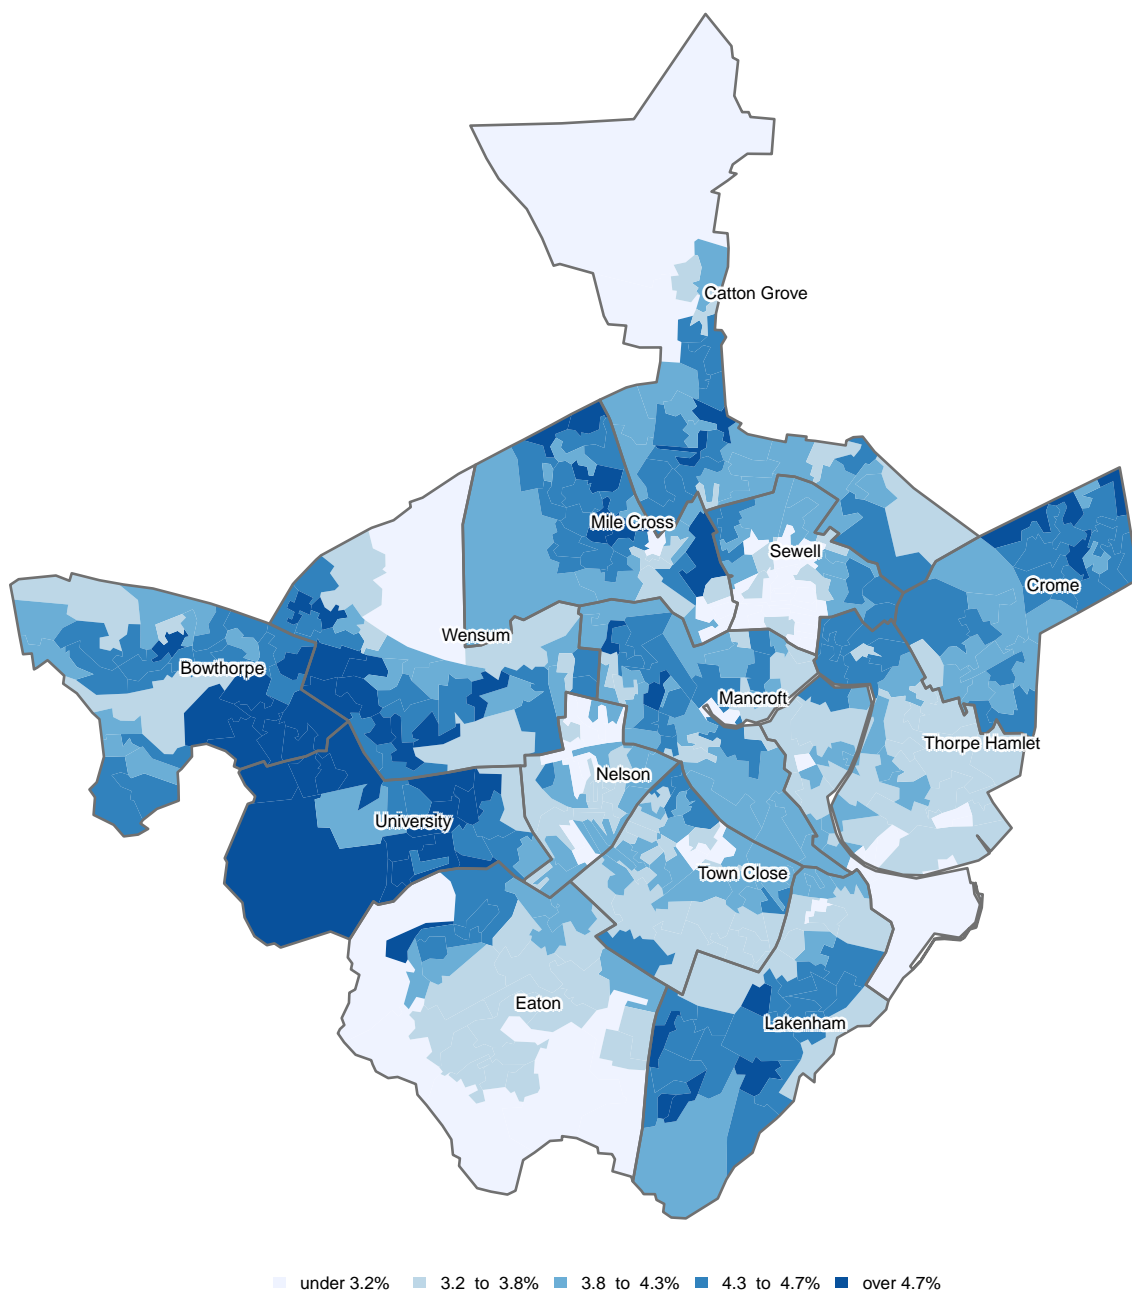 Catton Grove
Mile Cross
Sewell
Crome
Wensum
Bowthorpe
Mancroft
Thorpe Hamlet
Nelson
University
Town Close
Eaton
Lakenham
under 3.2% 3.2 to 3.8% 3.8 to 4.3% 4.3 to 4.7% over 4.7%